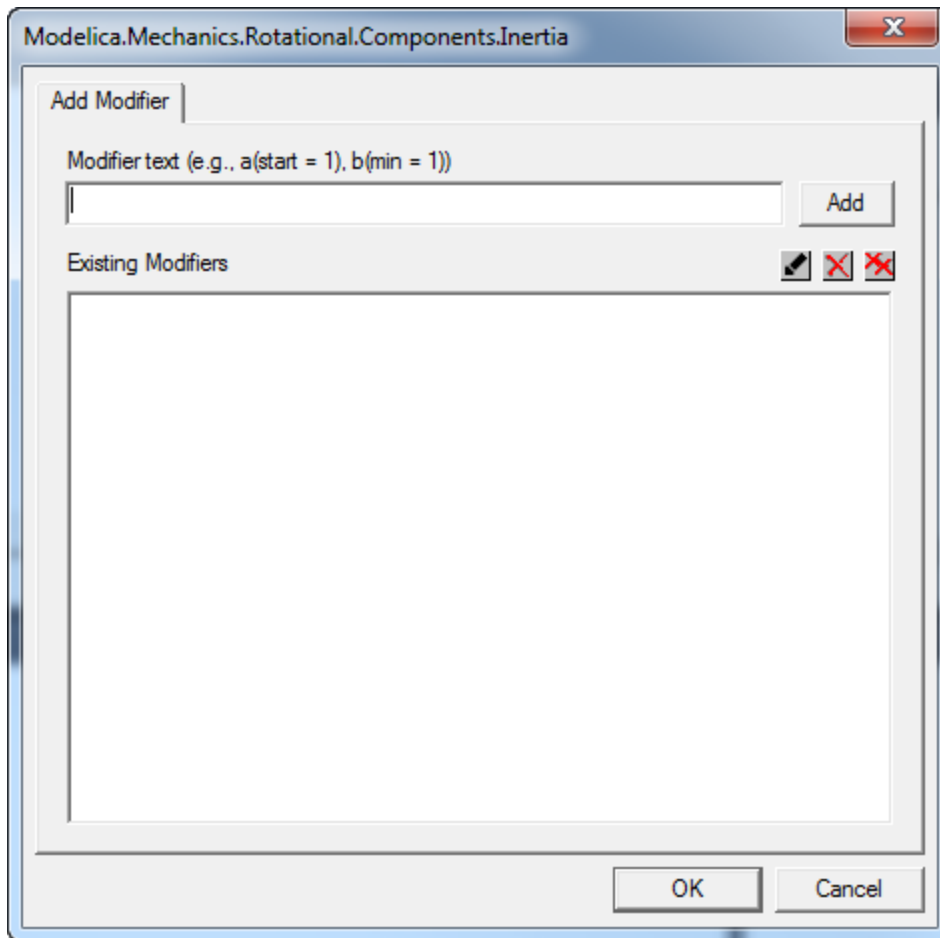 Modelica.Mechanics.Rotational.Components.Inertia
Add Modifier
Modifier text (e.g., a(start = 1), b(min = 1))
Add
Existing Modifiers
OK Cancel